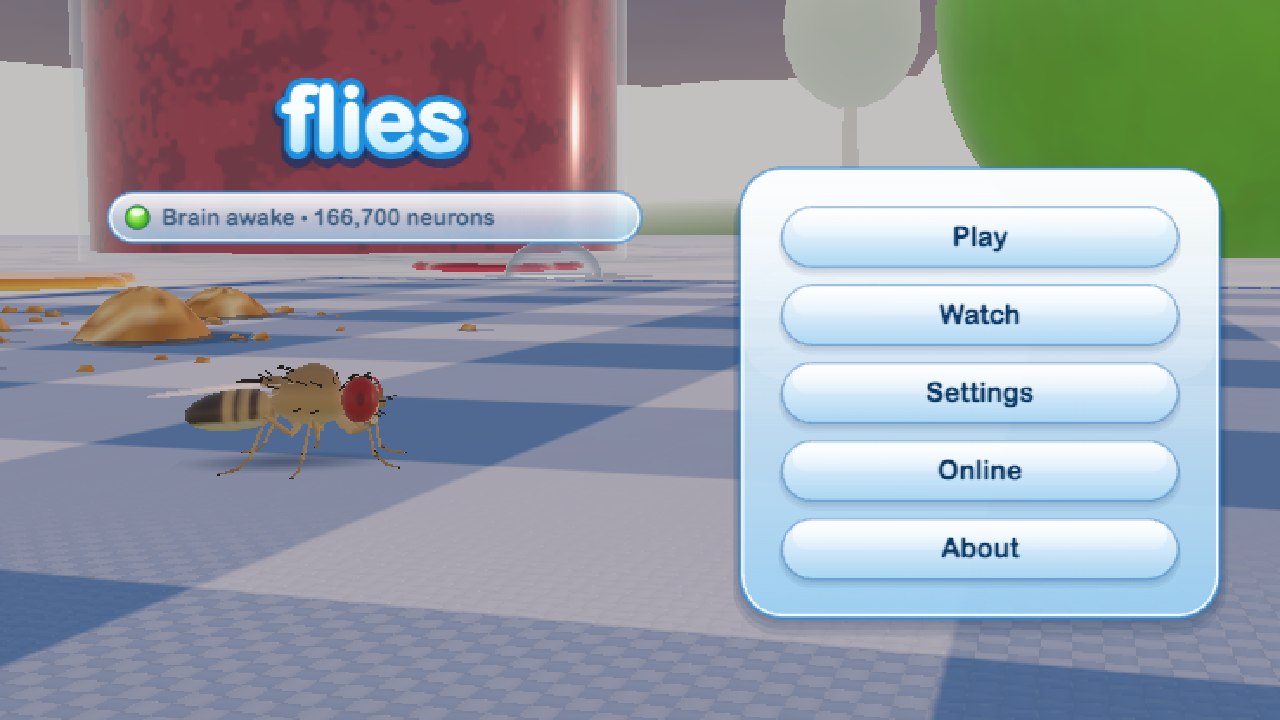 flies
Brain awake • 166,700 neurons
Play
Watch
Settings
Online
About